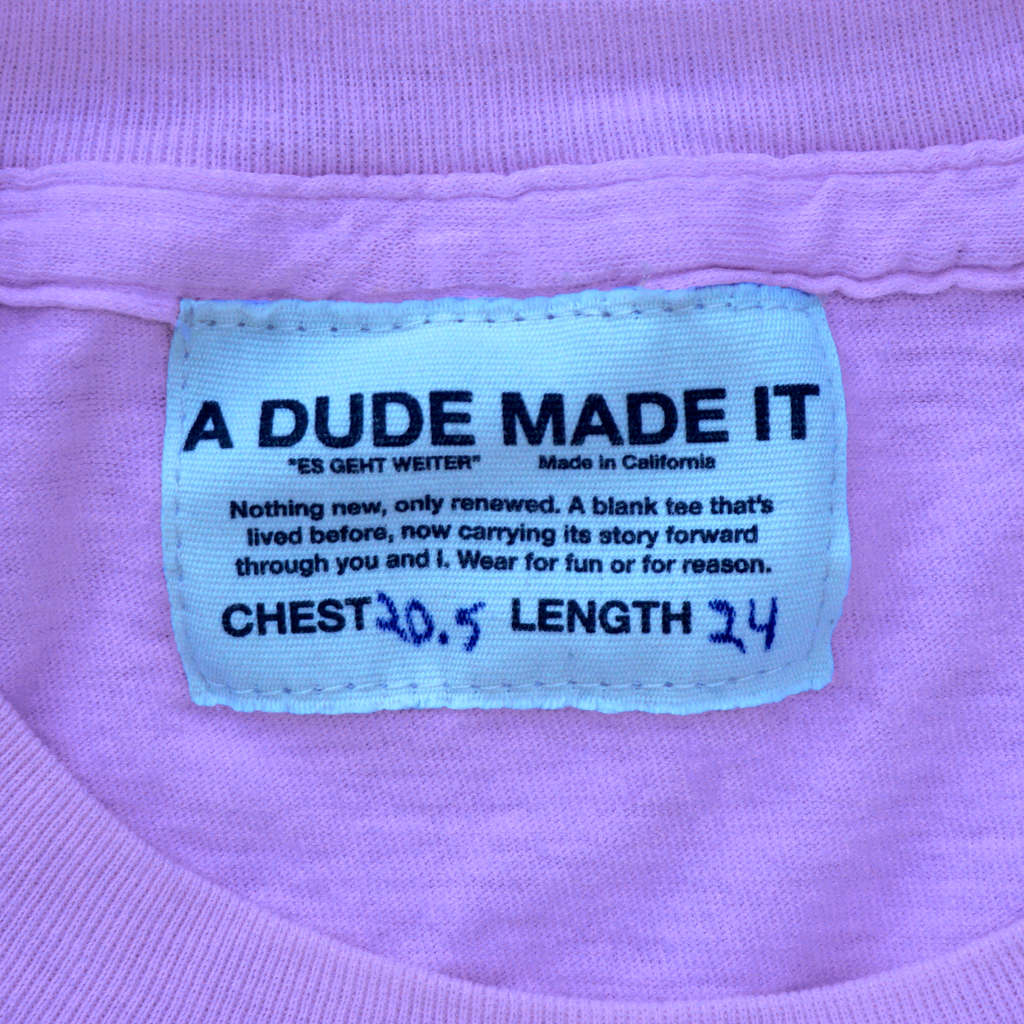 A DUDE MADE IT
"ES GEHT WEITER" Made in California
Nothing new, only renewed. A blank tee that's
lived before, now carrying its story forward
through you and I. Wear for fun or for reason.
CHEST 20.5 LENGTH 24